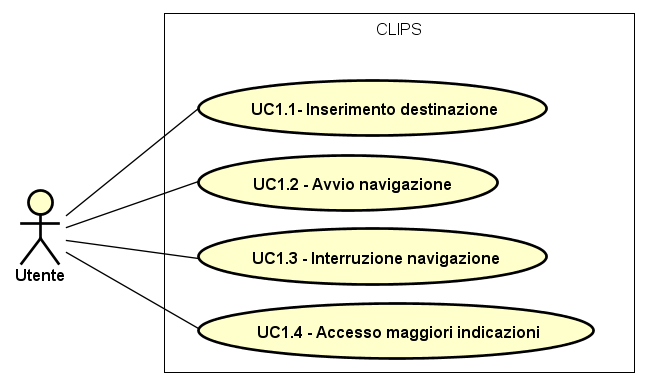 CLIPS
UC1.1- Inserimento destinazione
UC1.2 - Avvio navigazione
UC1.3 - Interruzione navigazione
UC1.4 - Accesso maggiori indicazioni
Utente